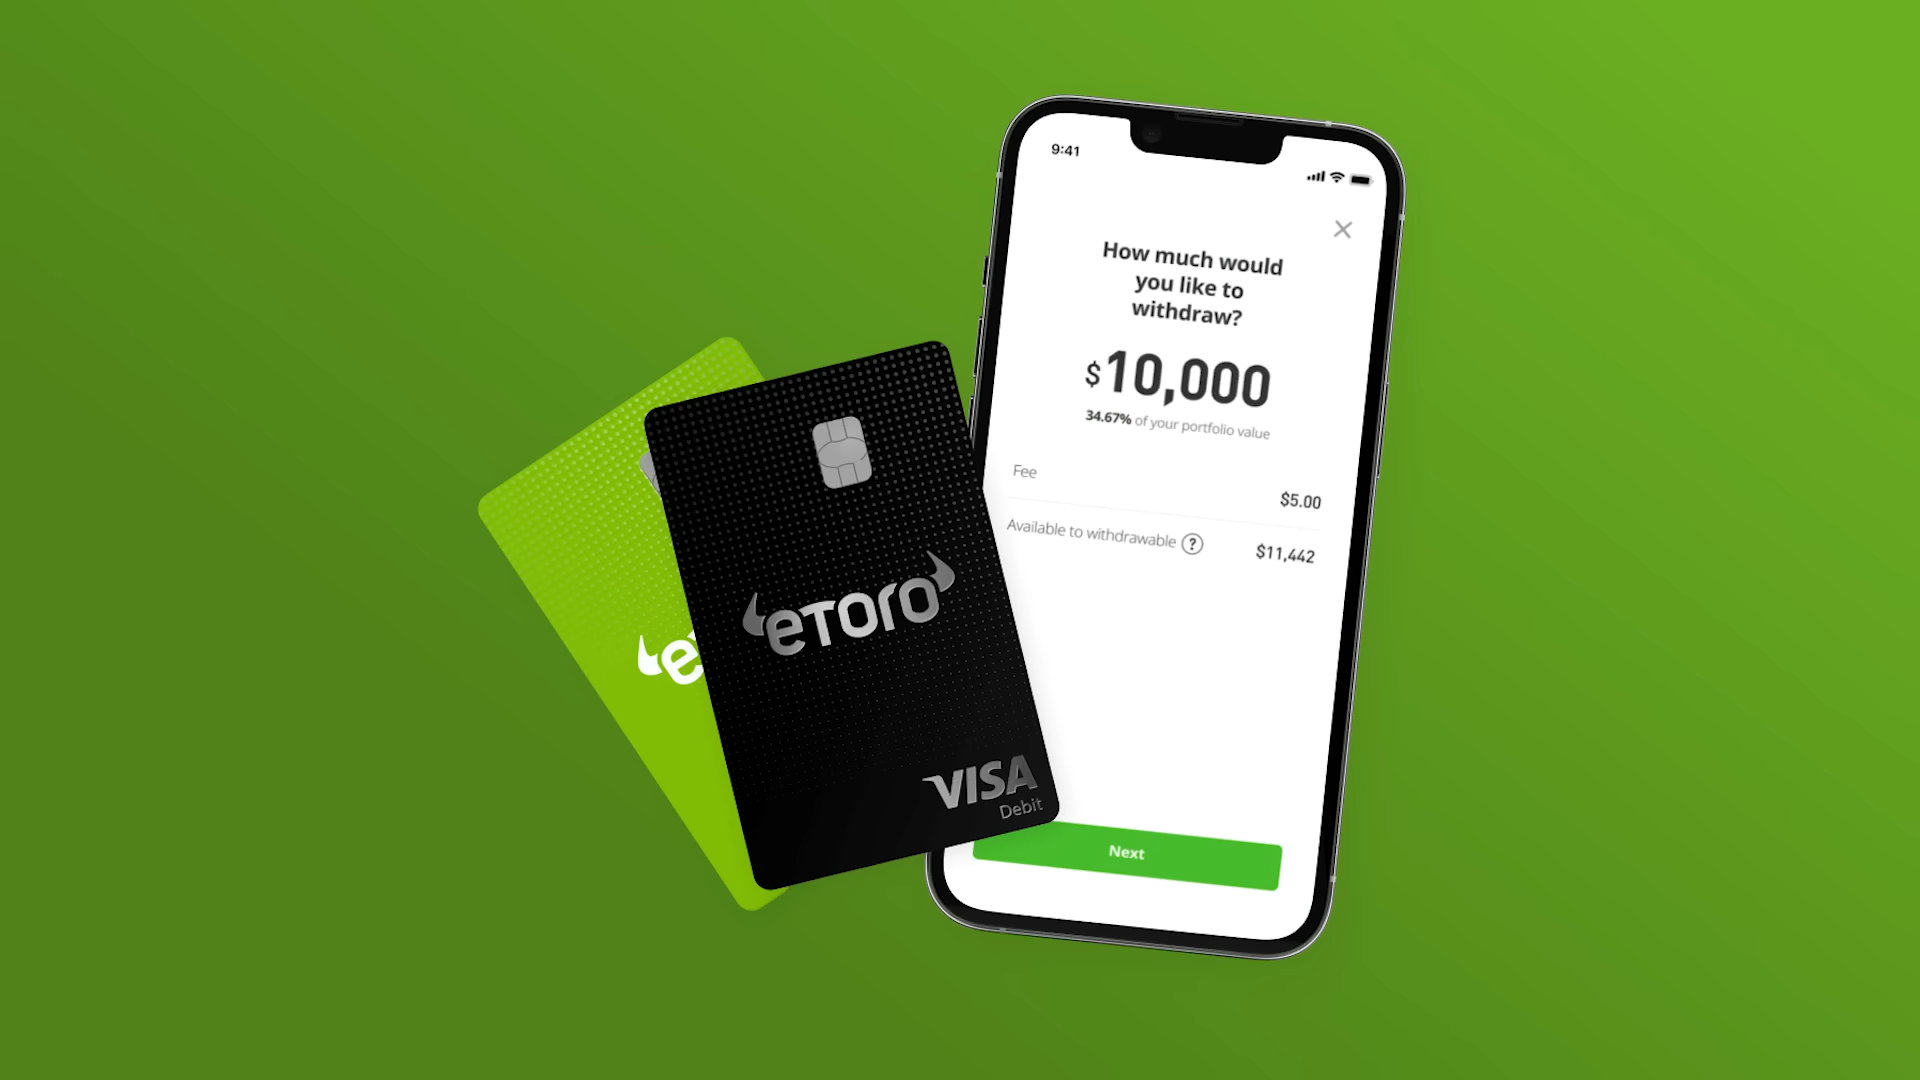 9:41
How much would
you like to
withdraw?
$10,000
34.67% of your portfolio value
Fee
$5.00
Available to withdrawable ?
$11,442
Next
eTORO
VISA
Debit
e